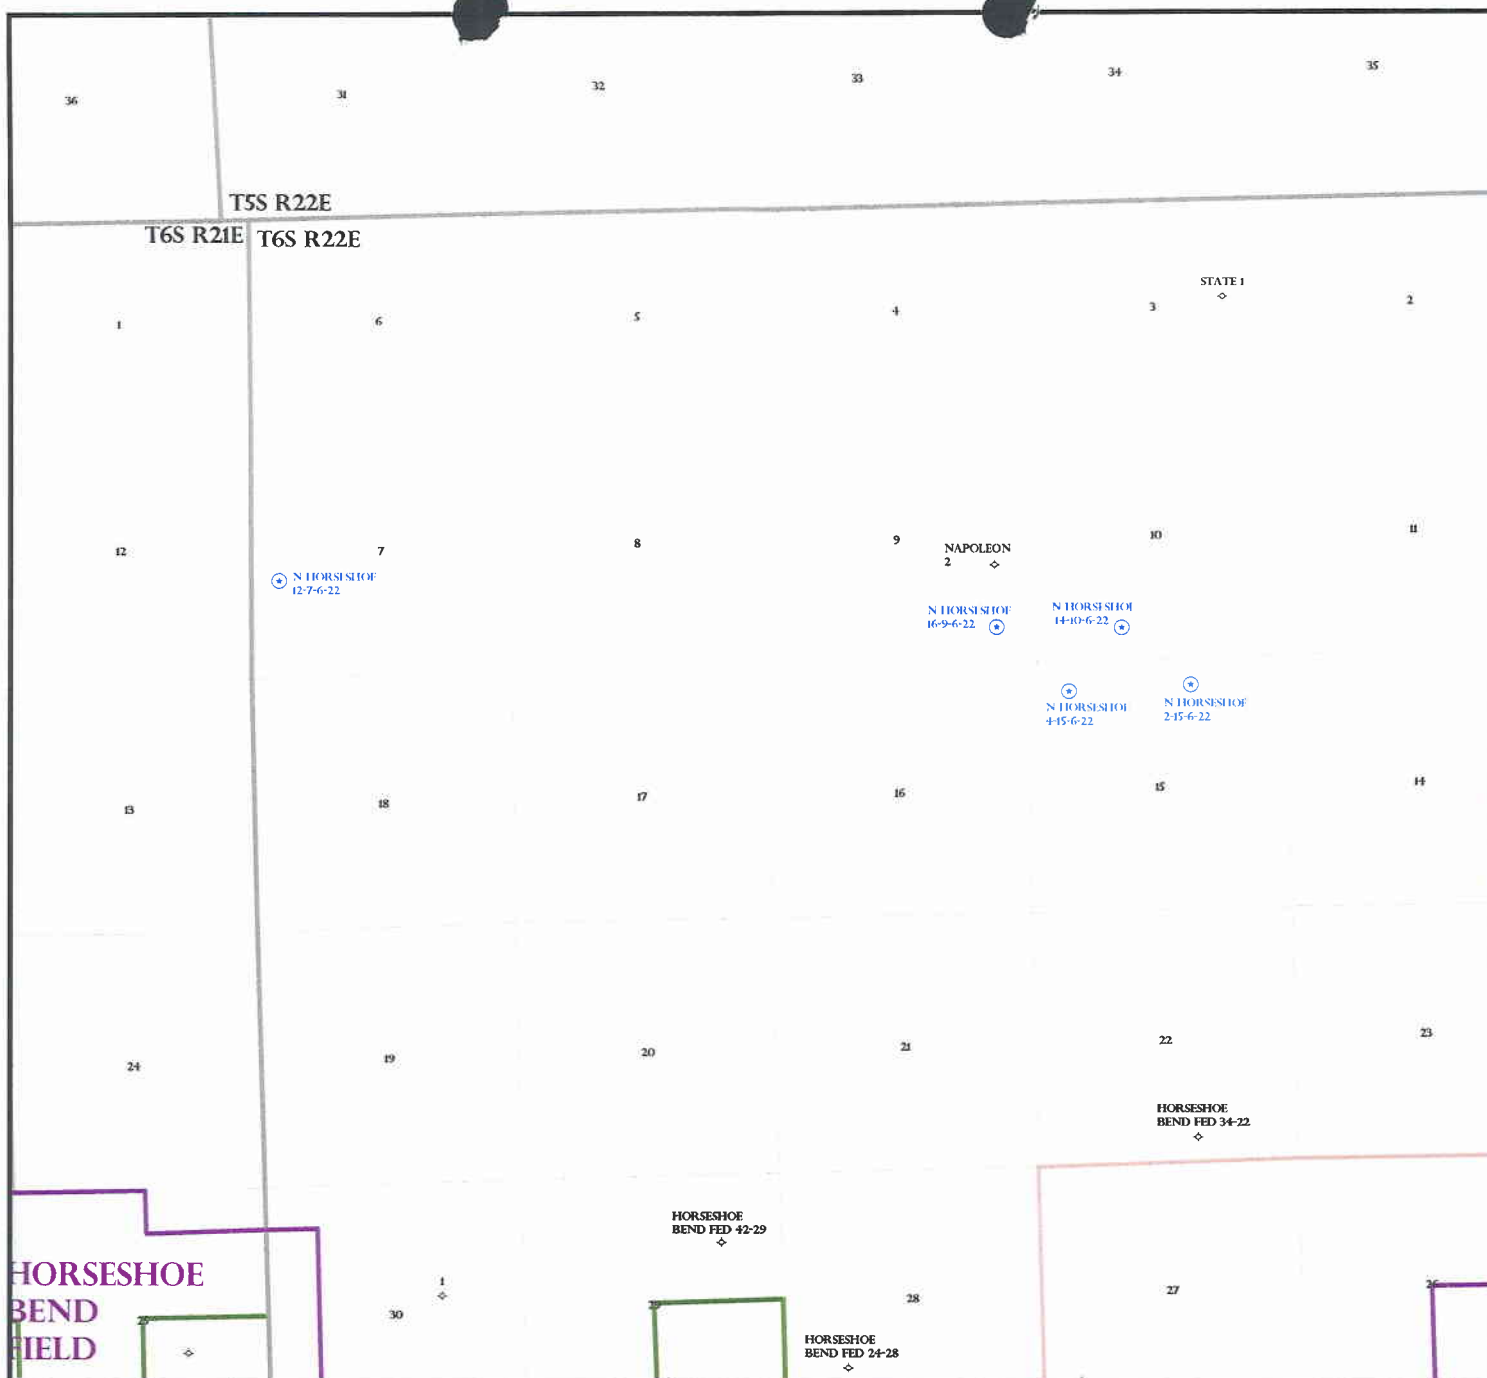 36
31
32
33
34
35
T5S R22E
T6S R21E
T6S R22E
STATE 1
1
6
5
4
3
2
12
7
8
9
10
11
NAPOLEON
2
N HORSESHOE
12-7-6-22
N HORSESHOE
16-9-6-22
N HORSESHOE
14-10-6-22
N HORSESHOE
4-15-6-22
N HORSESHOE
2-15-6-22
13
18
17
16
15
14
24
19
20
21
22
23
HORSESHOE
BEND FED 34-22
HORSESHOE
BEND FED 42-29
HORSESHOE
BEND
FIELD
1
25
30
29
28
27
26
HORSESHOE
BEND FED 24-28